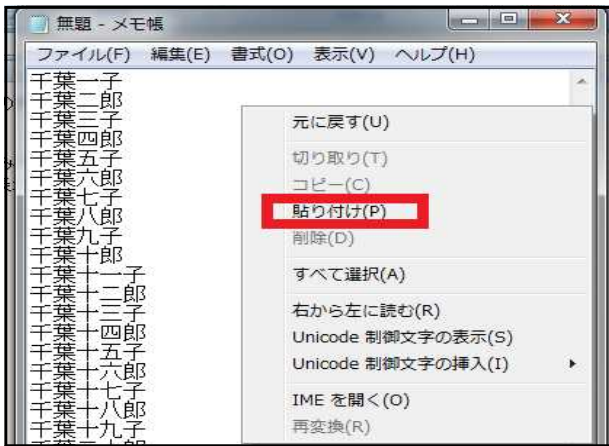 無題 - メモ帳
ファイル(F) 編集(E) 書式(O) 表示(V) ヘルプ(H)
千葉一子
千葉二郎
千葉三子
千葉四郎
千葉五子
千葉六郎
千葉七子
千葉八郎
千葉九子
千葉十郎
千葉十一子
千葉十二郎
千葉十三子
千葉十四郎
千葉十五子
千葉十六郎
千葉十七子
千葉十八郎
千葉十九子
元に戻す(U)
切り取り(T)
コピー(C)
貼り付け(P)
削除(D)
すべて選択(A)
右から左に読む(R)
Unicode 制御文字の表示(S)
Unicode 制御文字の挿入(I)
IME を開く(O)
再変換(R)